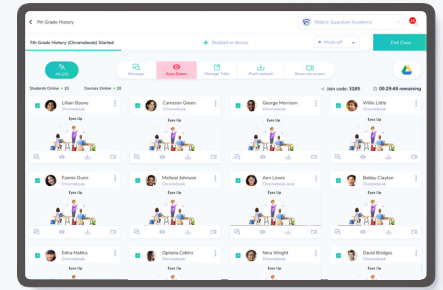 7th Grade History
Mobile Guardian Academy
7th Grade History (Chromebook) Started
Student or device
Mode: off
End Class
All (20)
Message
Eyes Down
Manage Tabs
Push content
Share my screen
Students Online • 20
Devices Online • 20
Join code: 3185
00:29:48 remaining
Lillian Boone
Chromebook
Eyes Up
Cameron Green
Chromebook
Eyes Up
George Morrison
Chromebook
Eyes Up
Willie Little
Chromebook
Eyes Up
Fannie Dunn
Chromebook
Eyes Up
Micheal Johnson
Chromebook
Eyes Up
Ann Lewis
Chromebook
Eyes Up
Bobby Clayton
Chromebook
Eyes Up
Edna Maffics
Chromebook
Eyes Up
Ophelia Collins
Chromebook
Eyes Up
Nina Wright
Chromebook
Eyes Up
David Bridges
Chromebook
Eyes Up